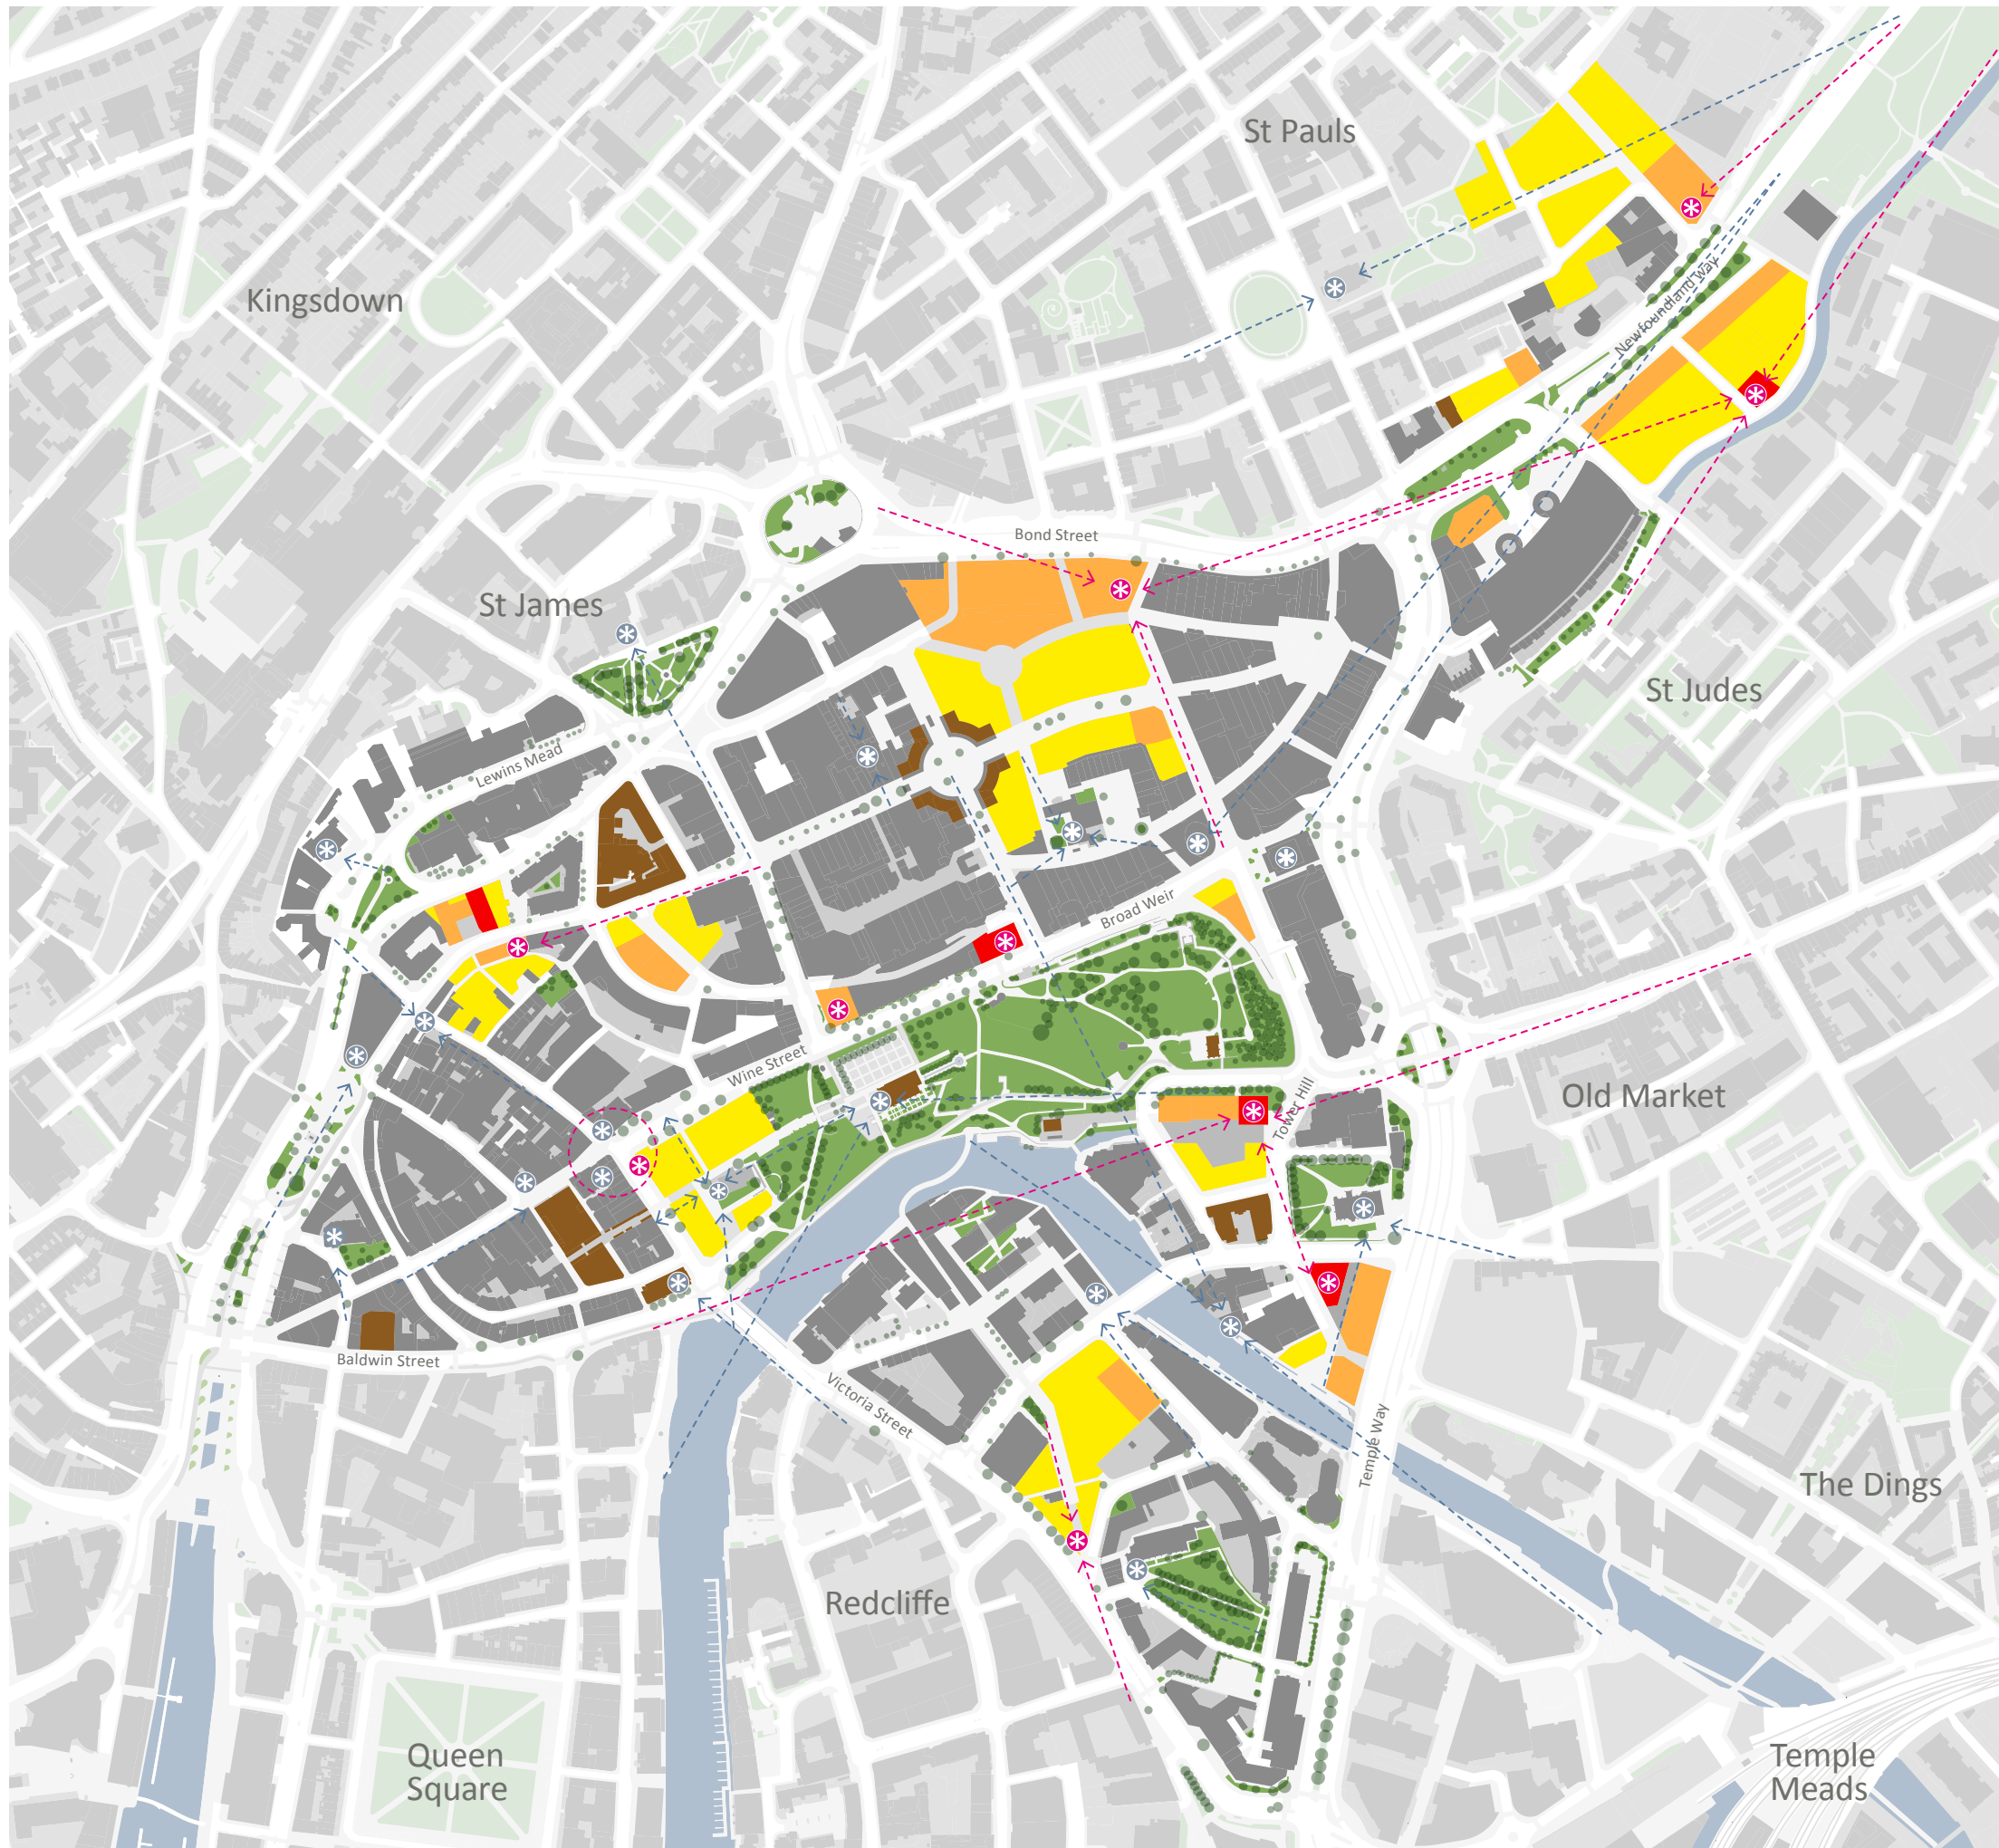 St Pauls
Kingsdown
Newfoundland Way
Bond Street
St James
St Judes
Lewins Mead
Broad Weir
Wine Street
Old Market
Tower Hill
Baldwin Street
Victoria Street
Temple Way
The Dings
Redcliffe
Queen
Square
Temple
Meads